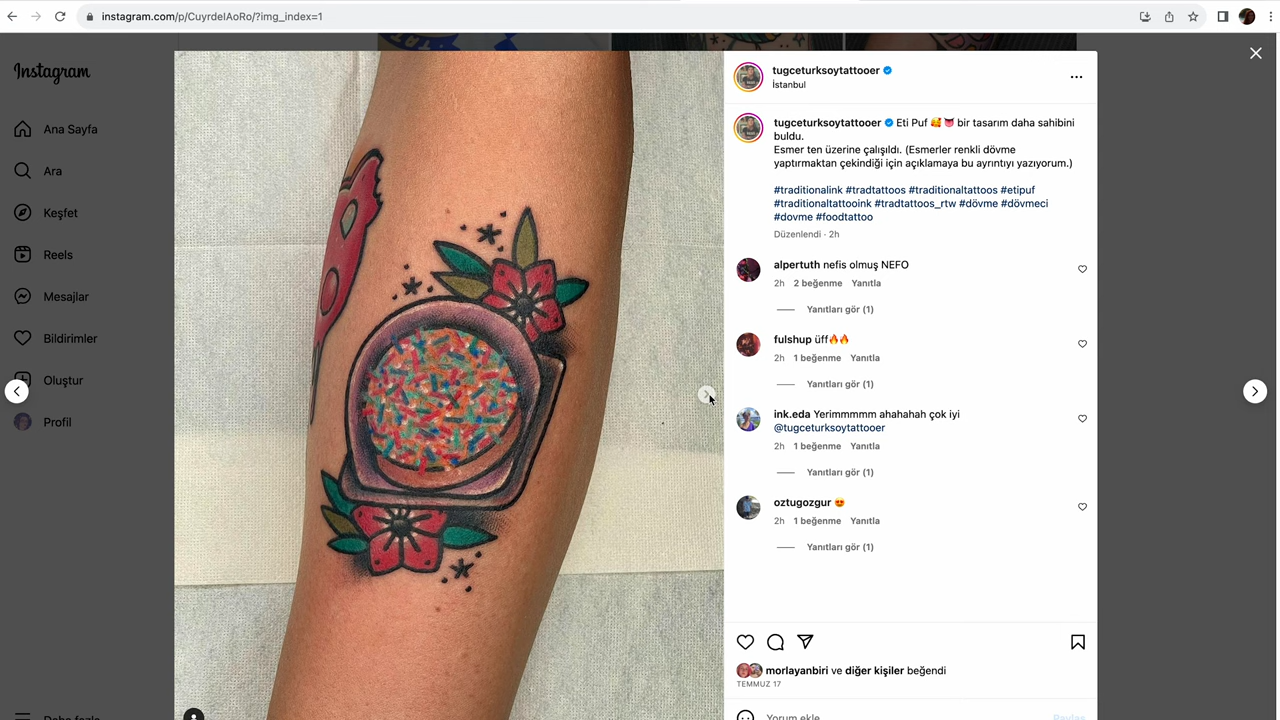 instagram.com/p/CuyrdelAoRo/?img_index=1
Instagram
Ana Sayfa
Ara
Keşfet
Reels
Mesajlar
Bildirimler
Oluştur
Profil
tugceturksoytattooer
İstanbul
tugceturksoytattooer Eti Puf 🥰 👅 bir tasarım daha sahibini
buldu.
Esmer ten üzerine çalışıldı. (Esmerler renkli dövme
yaptırmaktan çekindiği için açıklamaya bu ayrıntıyı yazıyorum.)
#traditionalink #tradtattoos #traditionaltattoos #etipuf
#traditionaltattooink #tradtattoos_rtw #dövme #dövmeci
#dovme #foodtattoo
Düzenlendi · 2h
alpertuth nefis olmuş NEFO
2h 2 beğenme Yanıtla
Yanıtları gör (1)
fulshup üff🔥🔥
2h 1 beğenme Yanıtla
Yanıtları gör (1)
ink.eda Yerimmmmm ahahahah çok iyi
@tugceturksoytattooer
2h 1 beğenme Yanıtla
Yanıtları gör (1)
oztugozgur 😍
2h 1 beğenme Yanıtla
Yanıtları gör (1)
morlayanbiri ve diğer kişiler beğendi
TEMMUZ 17
Yorum ekle
Paylaş